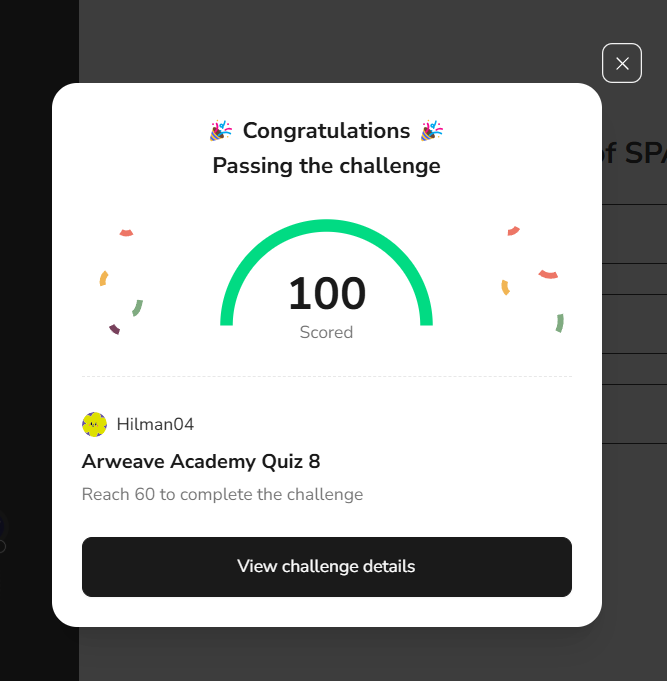 of SPA
🎉 Congratulations 🎉
Passing the challenge
100
Scored
Hilman04
Arweave Academy Quiz 8
Reach 60 to complete the challenge
View challenge details